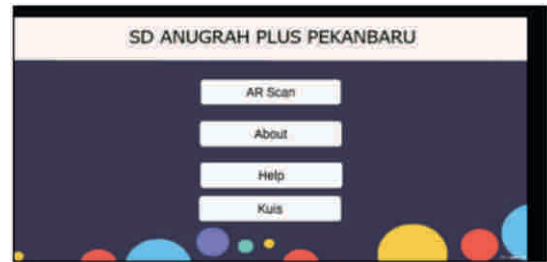 SD ANUGRAH PLUS PEKANBARU
AR Scan
About
Help
Kuis